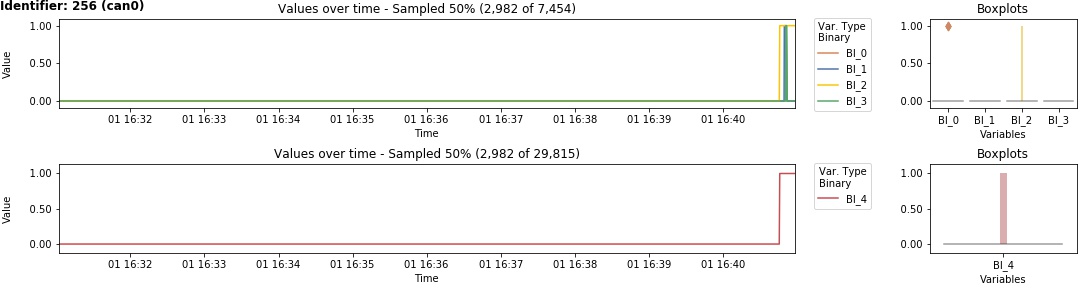 Identifier: 256 (can0)
Values over time - Sampled 50% (2,982 of 7,454)
Value
1.00
0.50
0.00
01 16:32 01 16:33 01 16:34 01 16:35 01 16:36 01 16:37 01 16:38 01 16:39 01 16:40
Time
Var. Type
Binary
BI_0
BI_1
BI_2
BI_3
Boxplots
1.00
0.50
0.00
BI_0 BI_1 BI_2 BI_3
Variables
Values over time - Sampled 50% (2,982 of 29,815)
Value
1.00
0.50
0.00
01 16:32 01 16:33 01 16:34 01 16:35 01 16:36 01 16:37 01 16:38 01 16:39 01 16:40
Time
Var. Type
Binary
BI_4
Boxplots
1.00
0.50
0.00
BI_4
Variables